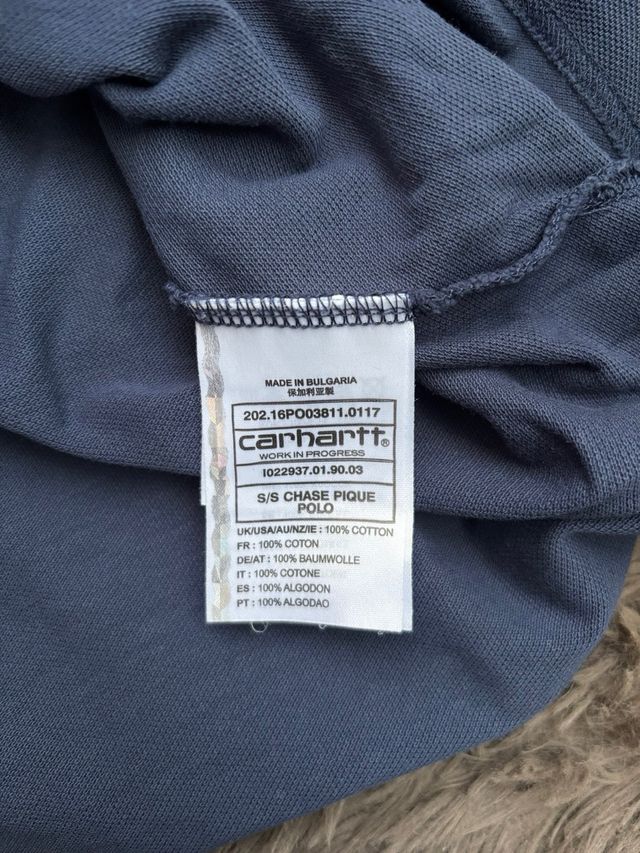 MADE IN BULGARIA
保加利亚製
202.16PO03811.0117
carhartt®
WORK IN PROGRESS
I022937.01.90.03
S/S CHASE PIQUE
POLO
UK/USA/AU/NZ/IE : 100% COTTON
FR : 100% COTON
DE/AT : 100% BAUMWOLLE
IT : 100% COTONE
ES : 100% ALGODON
PT : 100% ALGODAO